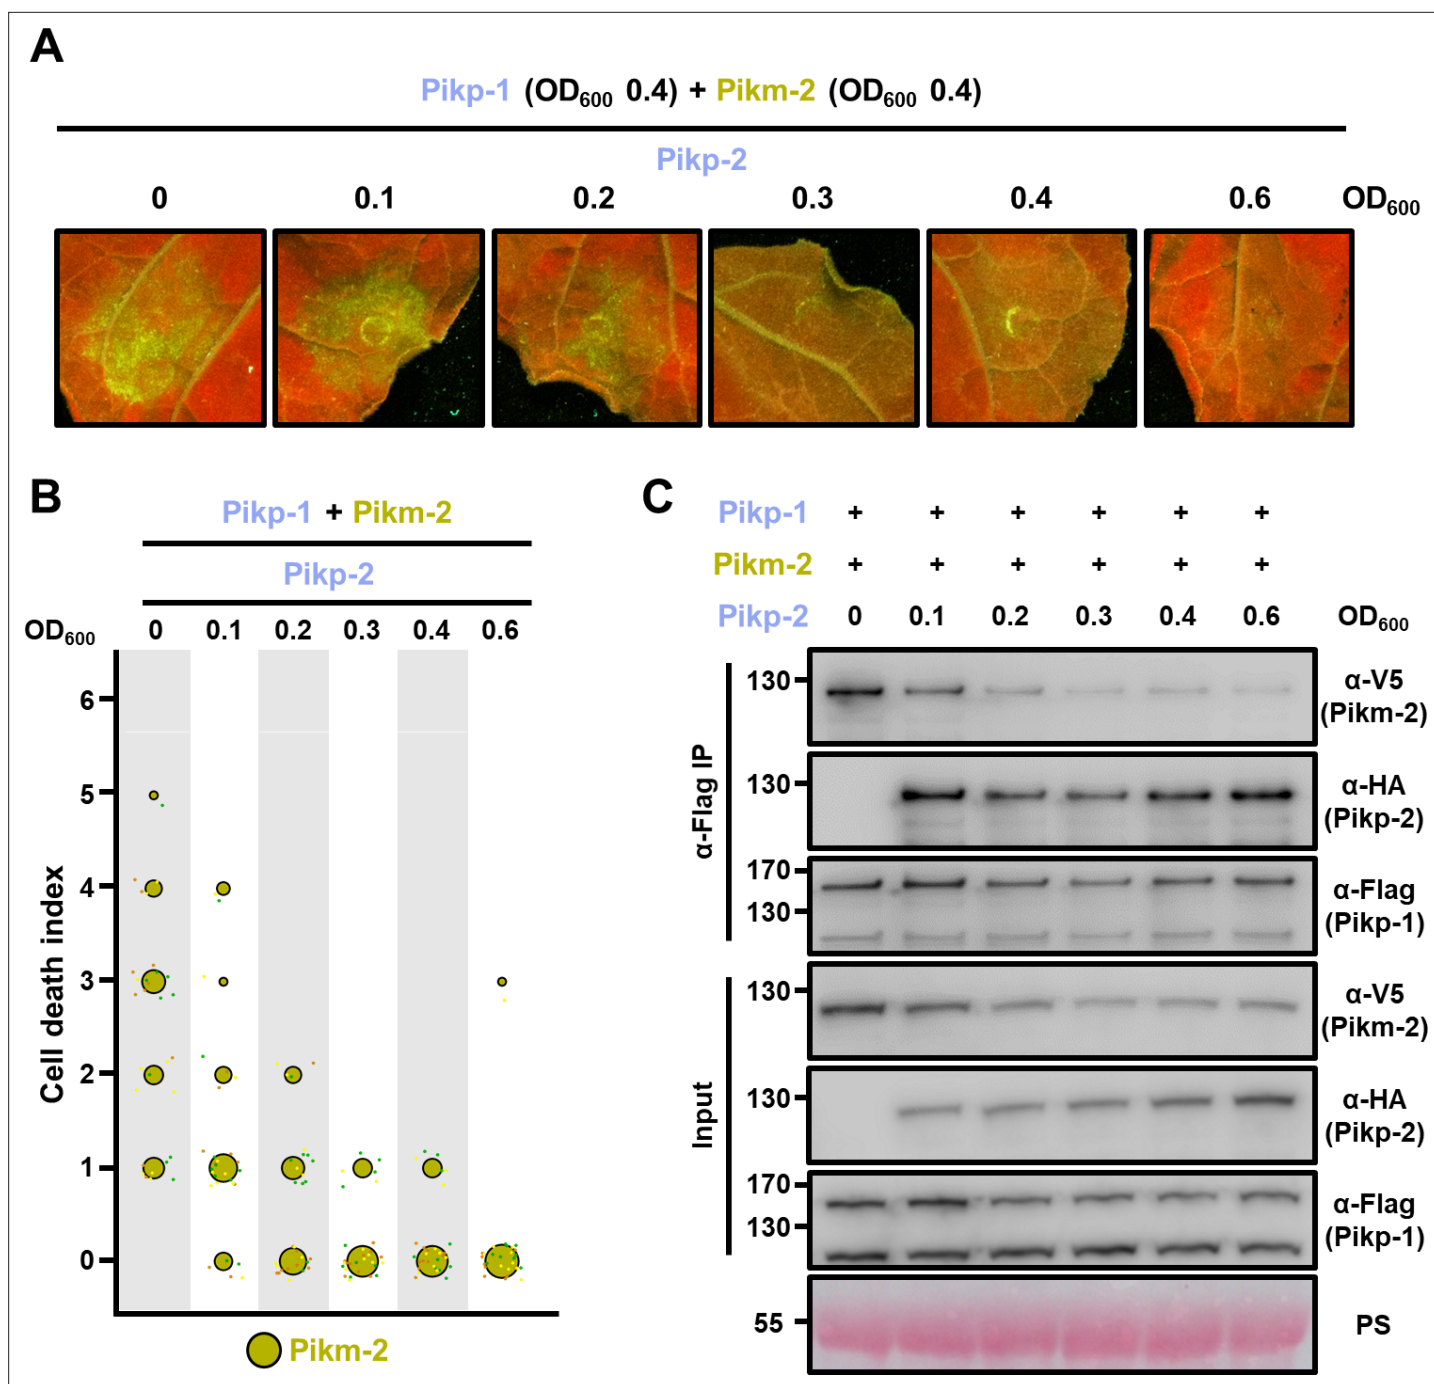 A
Pikp-1 (OD600 0.4) + Pikm-2 (OD600 0.4)
Pikp-2
0 0.1 0.2 0.3 0.4 0.6 OD600
B
Pikp-1 + Pikm-2
Pikp-2
OD600 0 0.1 0.2 0.3 0.4 0.6
Cell death index
6
5
4
3
2
1
0
Pikm-2
C
Pikp-1 + + + + + +
Pikm-2 + + + + + +
Pikp-2 0 0.1 0.2 0.3 0.4 0.6 OD600
α-Flag IP
130 α-V5
(Pikm-2)
130 α-HA
(Pikp-2)
170
130 α-Flag
(Pikp-1)
Input
130 α-V5
(Pikm-2)
130 α-HA
(Pikp-2)
170
130 α-Flag
(Pikp-1)
55 PS